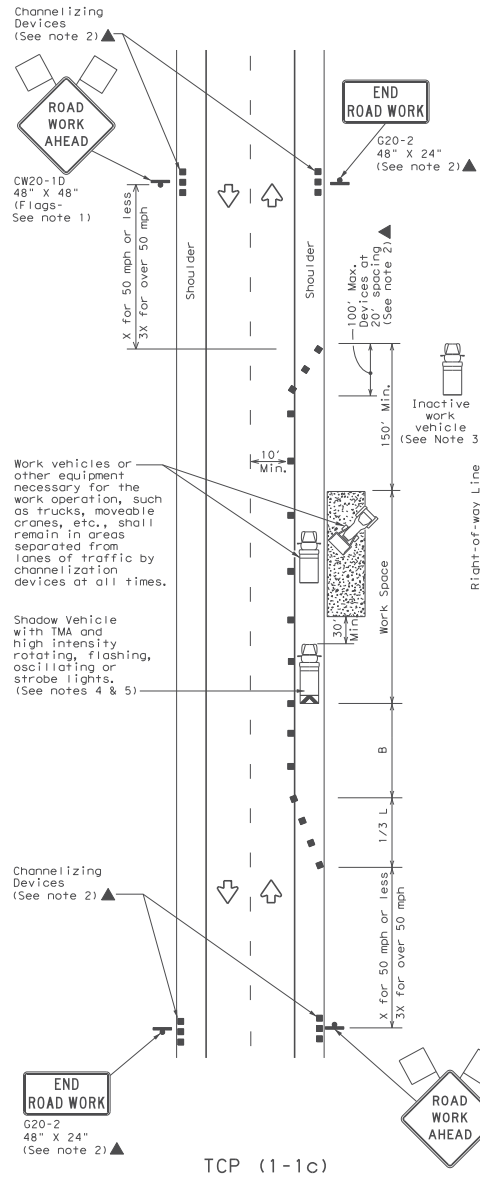 Channelizing
Devices
(See note 2)▲
ROAD
WORK
AHEAD
CW20-1D
48" X 48"
(Flags-
See note 1)
END
ROAD WORK
G20-2
48" X 24"
(See note 2)▲
X for 50 mph or less
3X for over 50 mph
Shoulder
Shoulder
100' Max.
Devices at
20' spacing
(See note 2)▲
150' Min.
Inactive
work
vehicle
(See Note 3
10'
Min.
Right-of-way Line
Work vehicles or
other equipment
necessary for the
work operation, such
as trucks, moveable
cranes, etc., shall
remain in areas
separated from
lanes of traffic by
channelization
devices at all times.
Work Space
30'
Min.
Shadow Vehicle
with TMA and
high intensity
rotating, flashing,
oscillating or
strobe lights.
(See notes 4 & 5)
B
1/3 L
Channelizing
Devices
(See note 2)▲
X for 50 mph or less
3X for over 50 mph
END
ROAD WORK
G20-2
48" X 24"
(See note 2)▲
ROAD
WORK
AHEAD
TCP (1-1c)